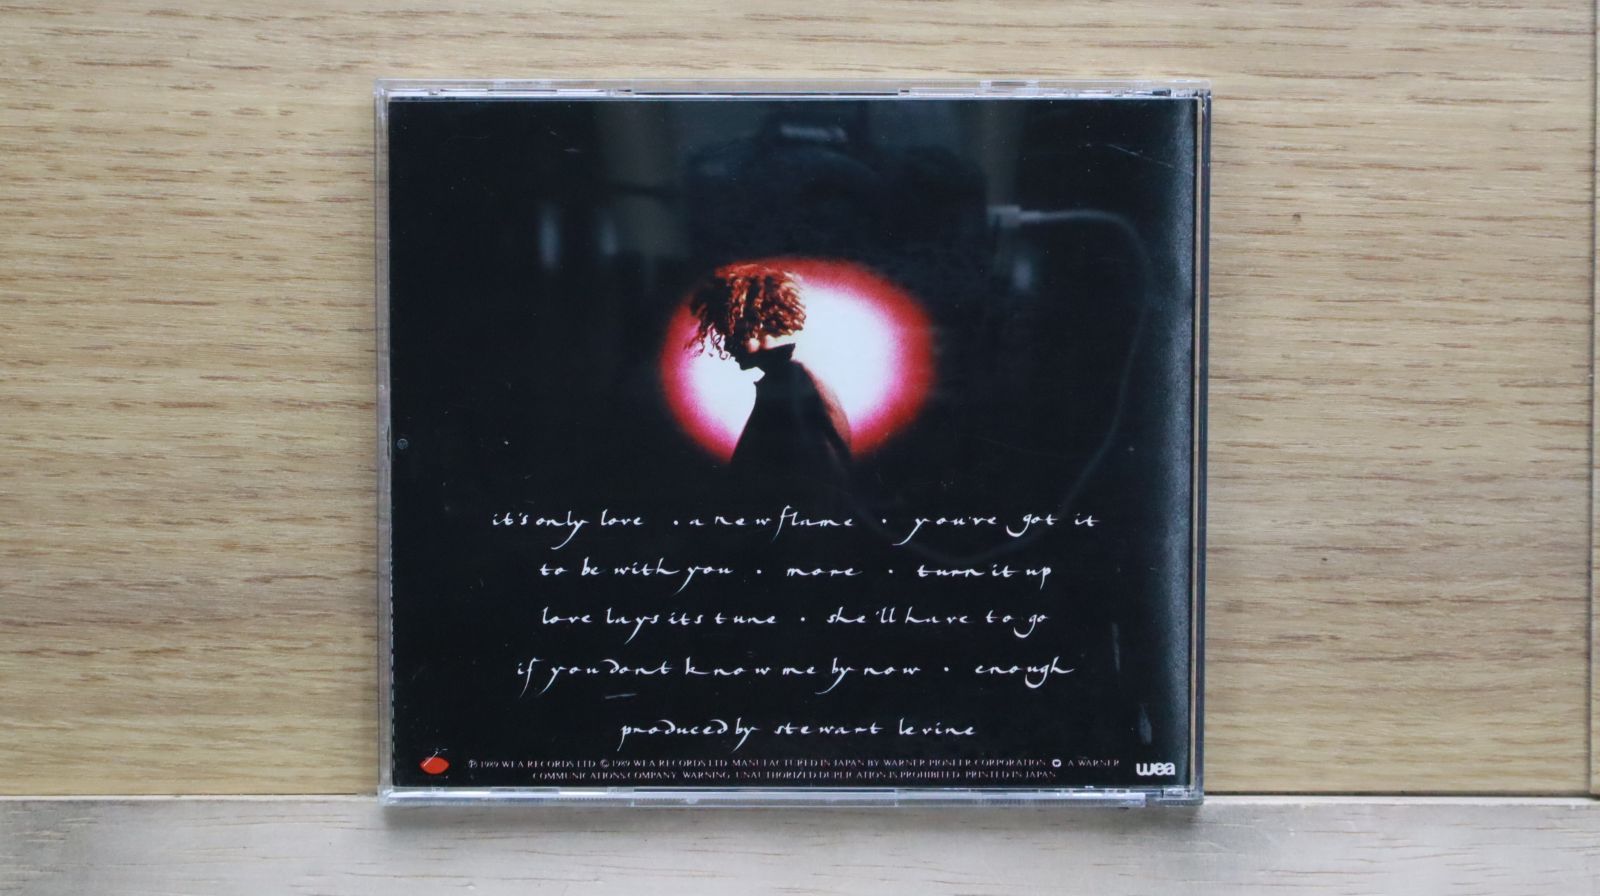 it's only love · a new flame · you've got it
to be with you · more · turn it up
love lays its tune · she'll have to go
if you dont know me by now · enough
produced by stewart levine
℗ 1989 WEA RECORDS LTD. © 1989 WEA RECORDS LTD. MANUFACTURED IN JAPAN BY WARNER-PIONEER CORPORATION. A WARNER
COMMUNICATIONS COMPANY. WARNING: UNAUTHORIZED DUPLICATION IS PROHIBITED. PRINTED IN JAPAN.
wea